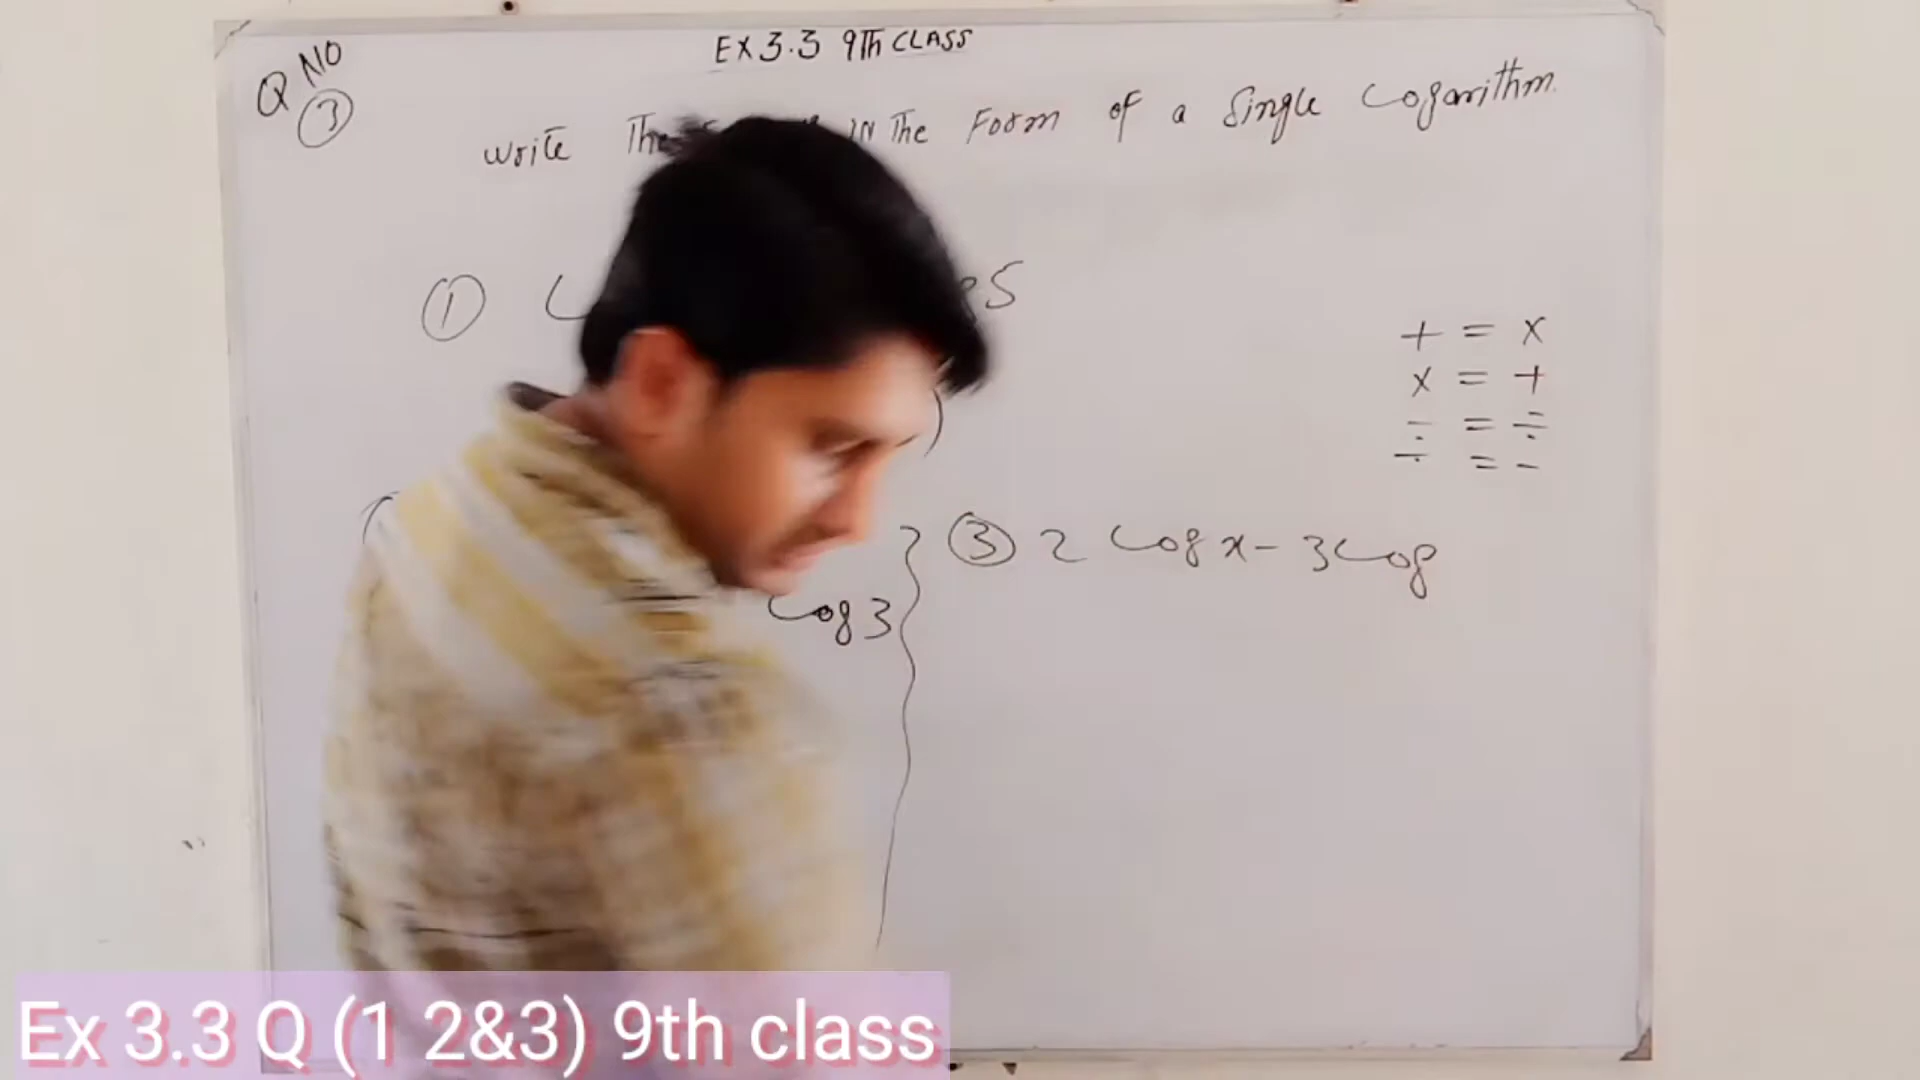 Q NO
3
EX 3.3 9TH CLASS
write The IN The Form of a Single Logarithm.
1 5
+ = x
x = +
- = ÷
÷ = -
)
3 2 Log x - 3 Log
Log 3
Ex 3.3 Q (1 2&3) 9th class